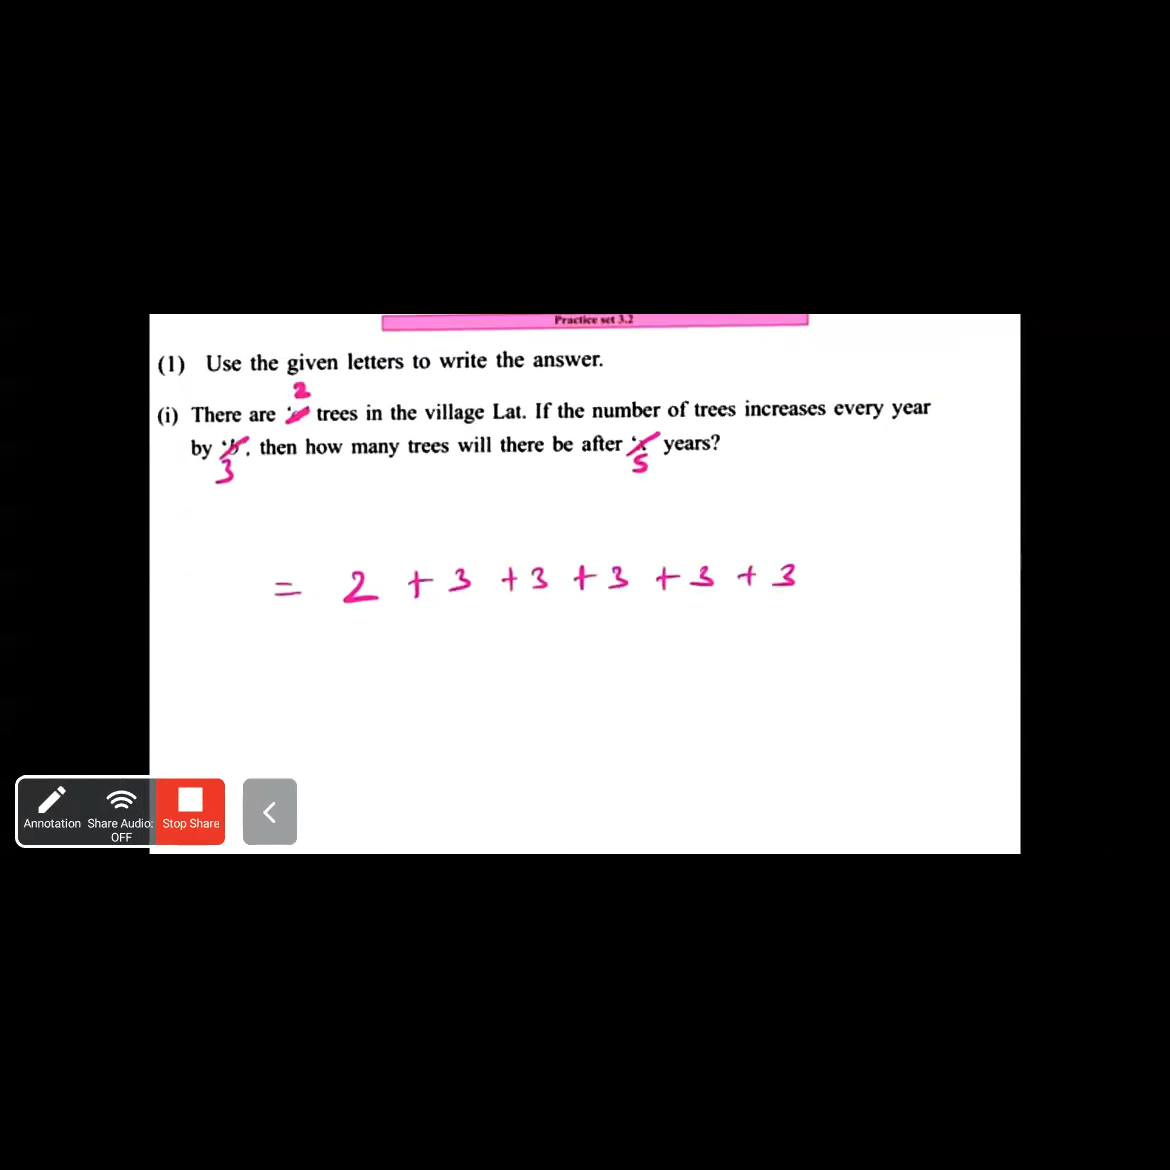 Practice set 3.2
(1) Use the given letters to write the answer.
2
(i) There are trees in the village Lat. If the number of trees increases every year
by 'b', then how many trees will there be after 'x' years?
3 5
= 2 + 3 + 3 + 3 + 3 + 3
Annotation Share Audio: OFF Stop Share